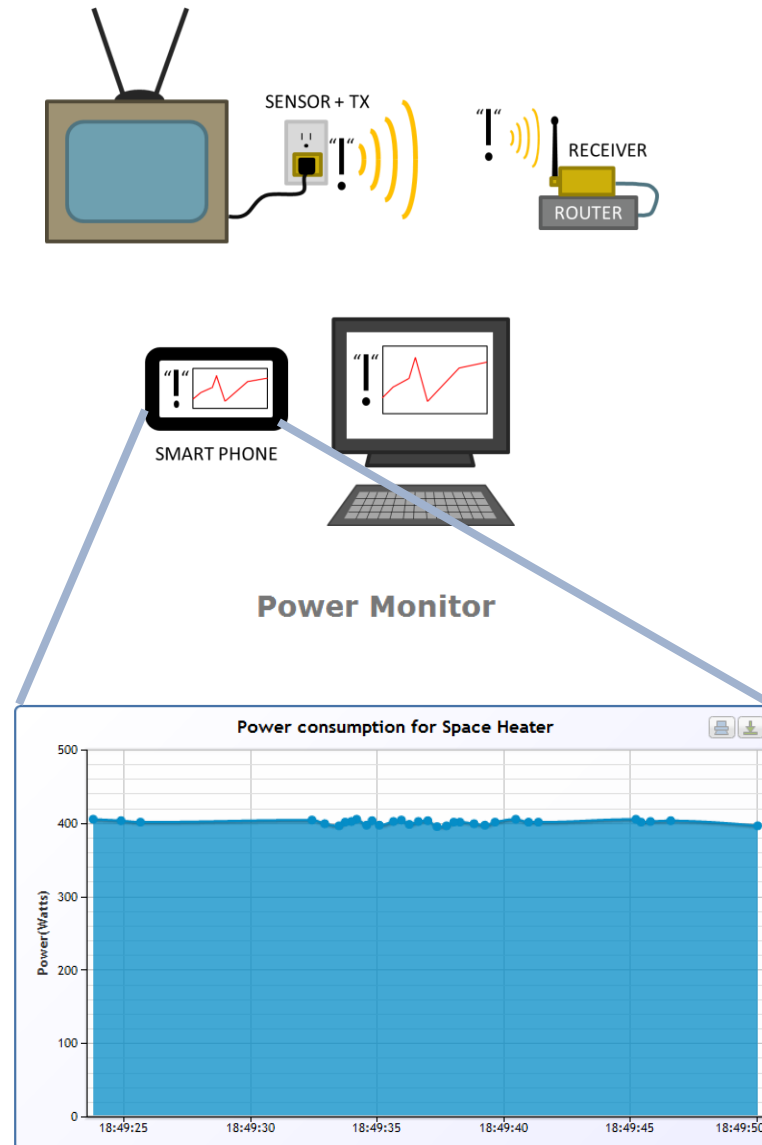 SENSOR + TX
"!"
"!"
RECEIVER
ROUTER
"!"
"!"
SMART PHONE
Power Monitor
Power consumption for Space Heater
Power(Watts)
500
400
300
200
100
0
18:49:25 18:49:30 18:49:35 18:49:40 18:49:45 18:49:50